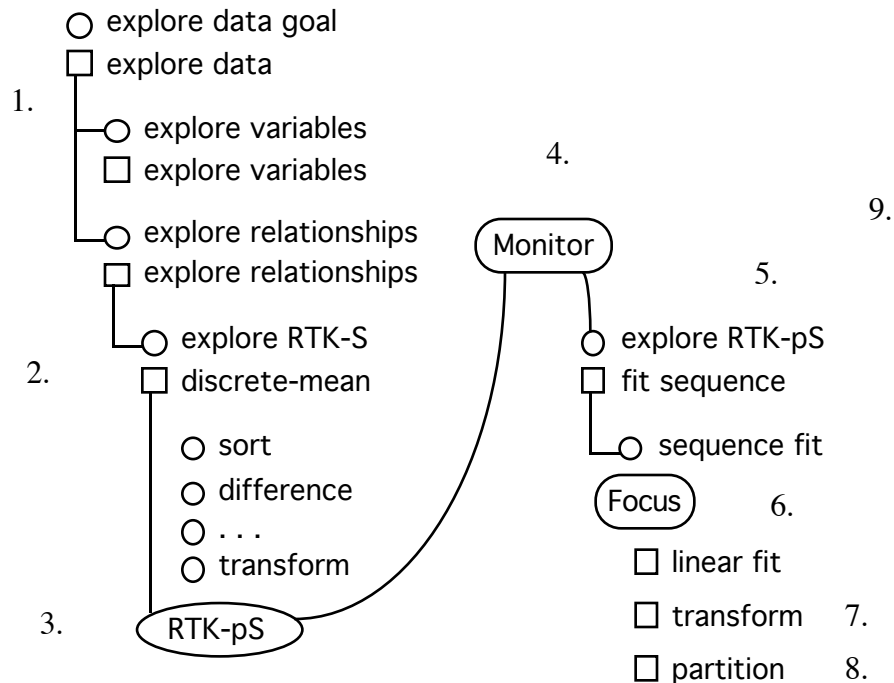 explore data goal
explore data
1.
explore variables
explore variables
explore relationships
explore relationships
2.
explore RTK-S
discrete-mean
sort
difference
. . .
transform
3.
RTK-pS
4.
Monitor
5.
explore RTK-pS
fit sequence
sequence fit
Focus
6.
linear fit
transform
7.
partition
8.
9.